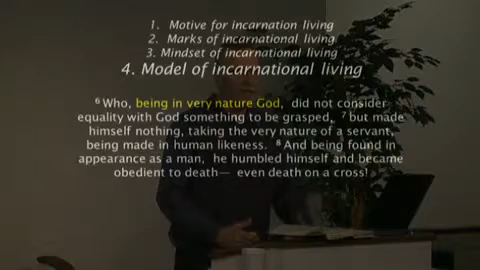 1. Motive for incarnation living
2. Marks of incarnational living
3. Mindset of incarnational living
4. Model of incarnational living
6 Who, being in very nature God, did not consider
equality with God something to be grasped, 7 but made
himself nothing, taking the very nature of a servant,
being made in human likeness. 8 And being found in
appearance as a man, he humbled himself and became
obedient to death— even death on a cross!